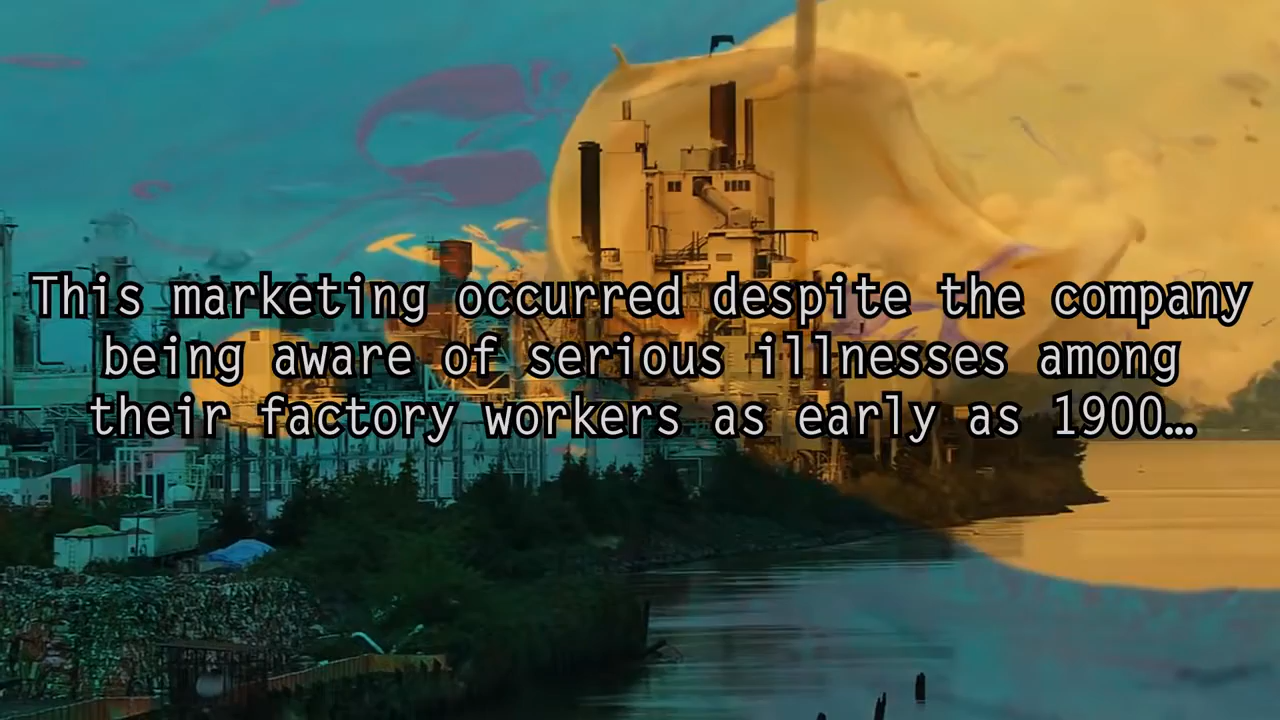 This marketing occurred despite the company
being aware of serious illnesses among
their factory workers as early as 1900…